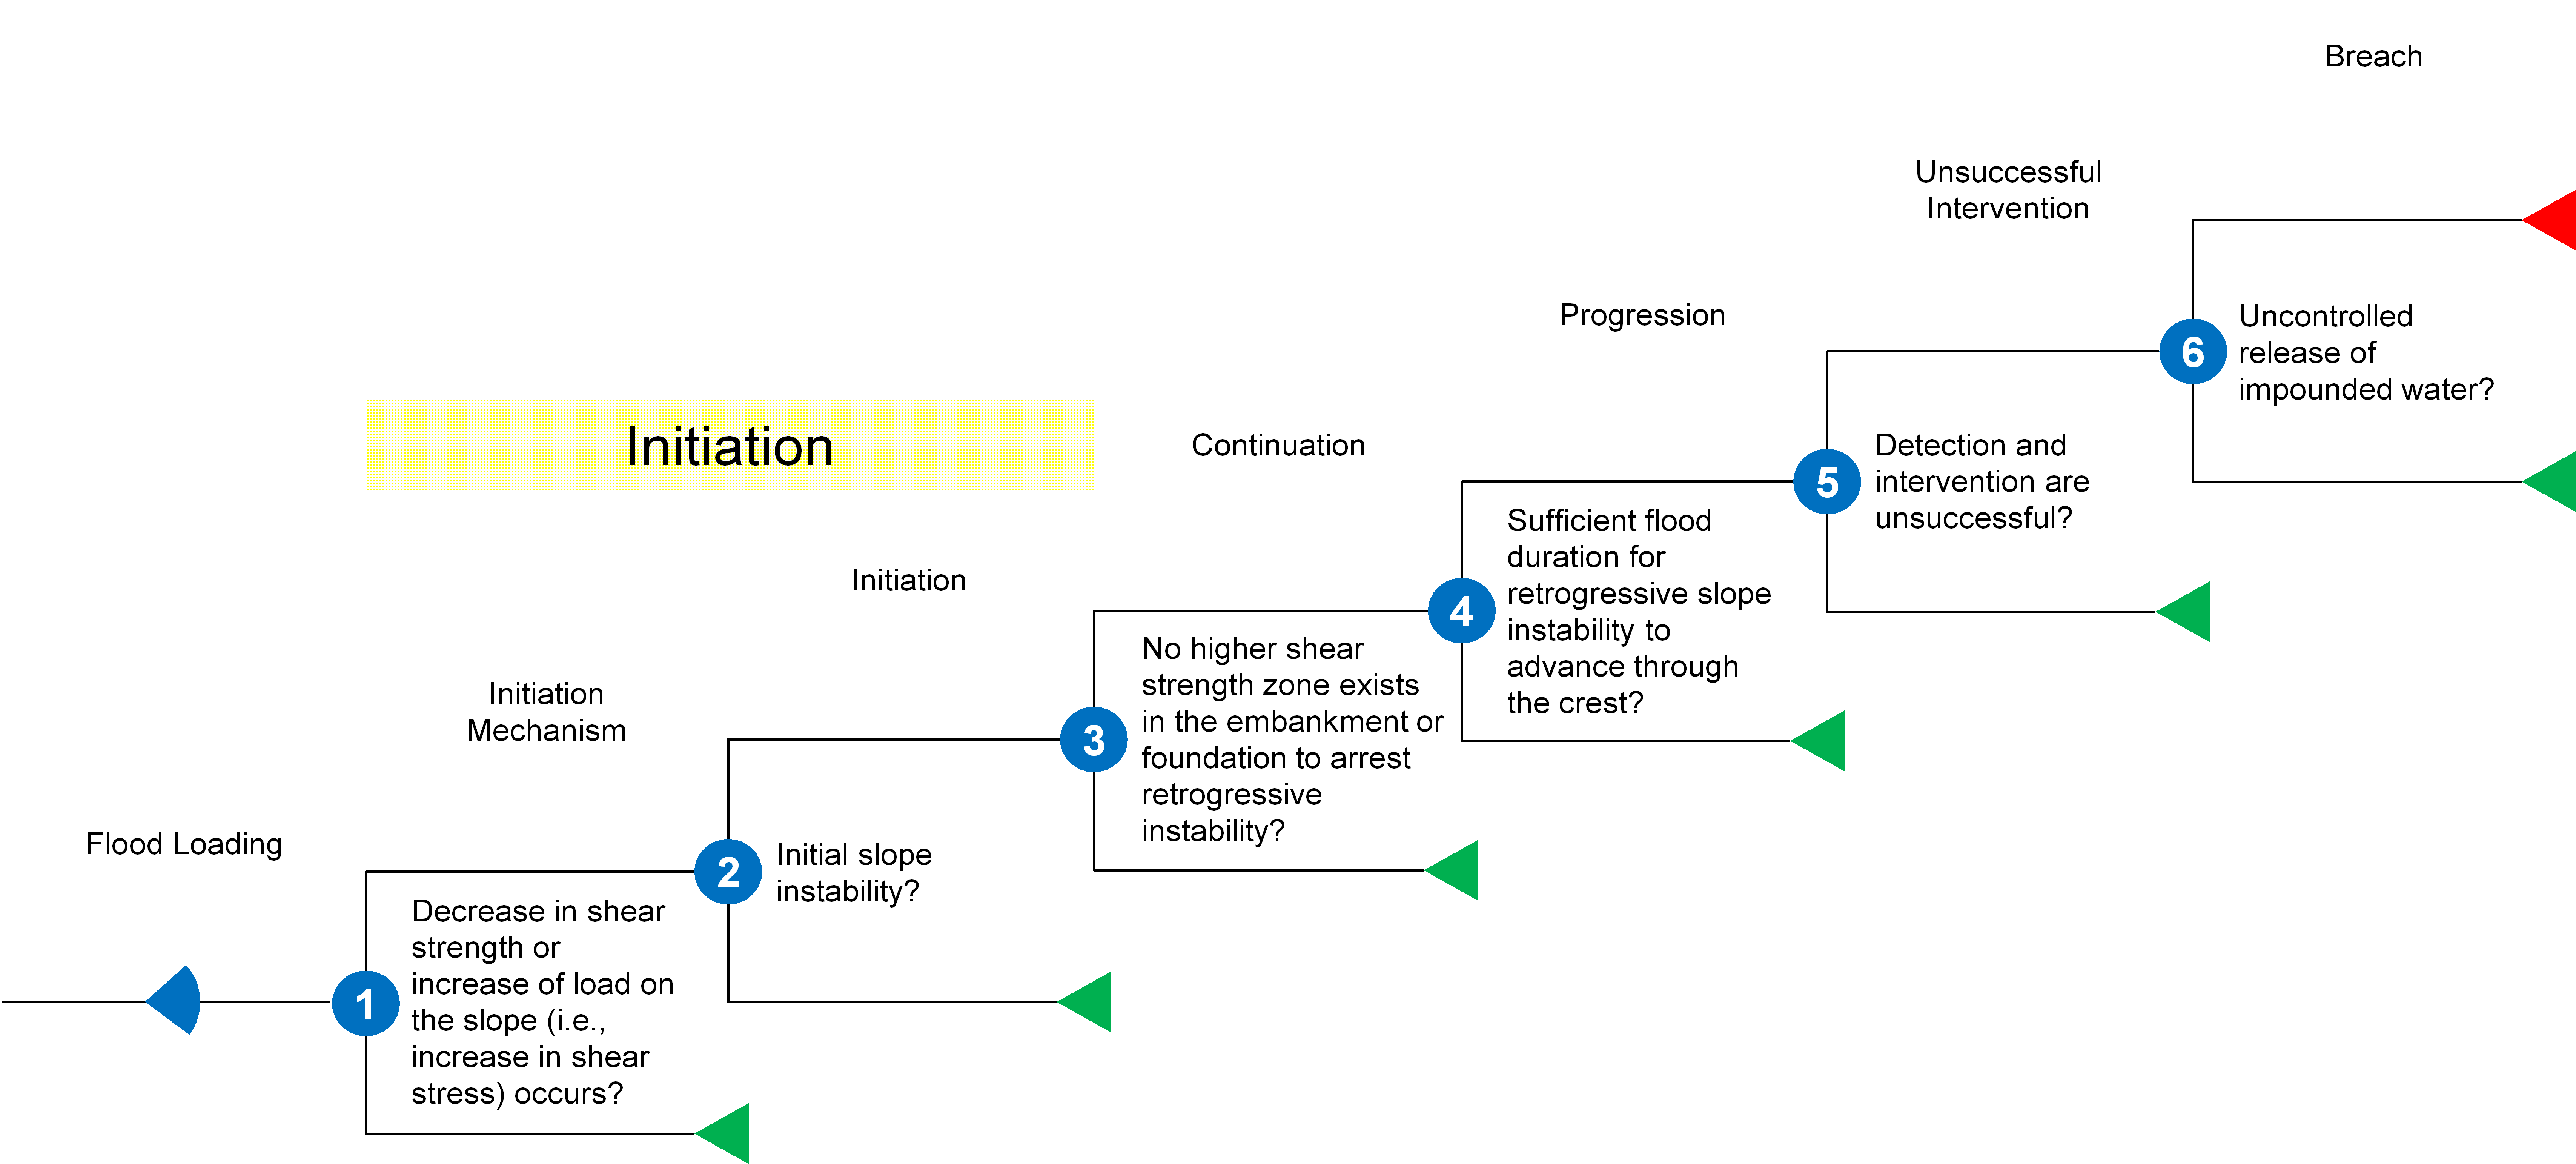 Breach
Unsuccessful
Intervention
6
Uncontrolled
release of
impounded water?
Progression
5
Detection and
intervention are
unsuccessful?
Initiation
Continuation
4
Sufficient flood
duration for
retrogressive slope
instability to
advance through
the crest?
Initiation
3
No higher shear
strength zone exists
in the embankment or
foundation to arrest
retrogressive
instability?
Initiation
Mechanism
2
Initial slope
instability?
Flood Loading
1
Decrease in shear
strength or
increase of load on
the slope (i.e.,
increase in shear
stress) occurs?